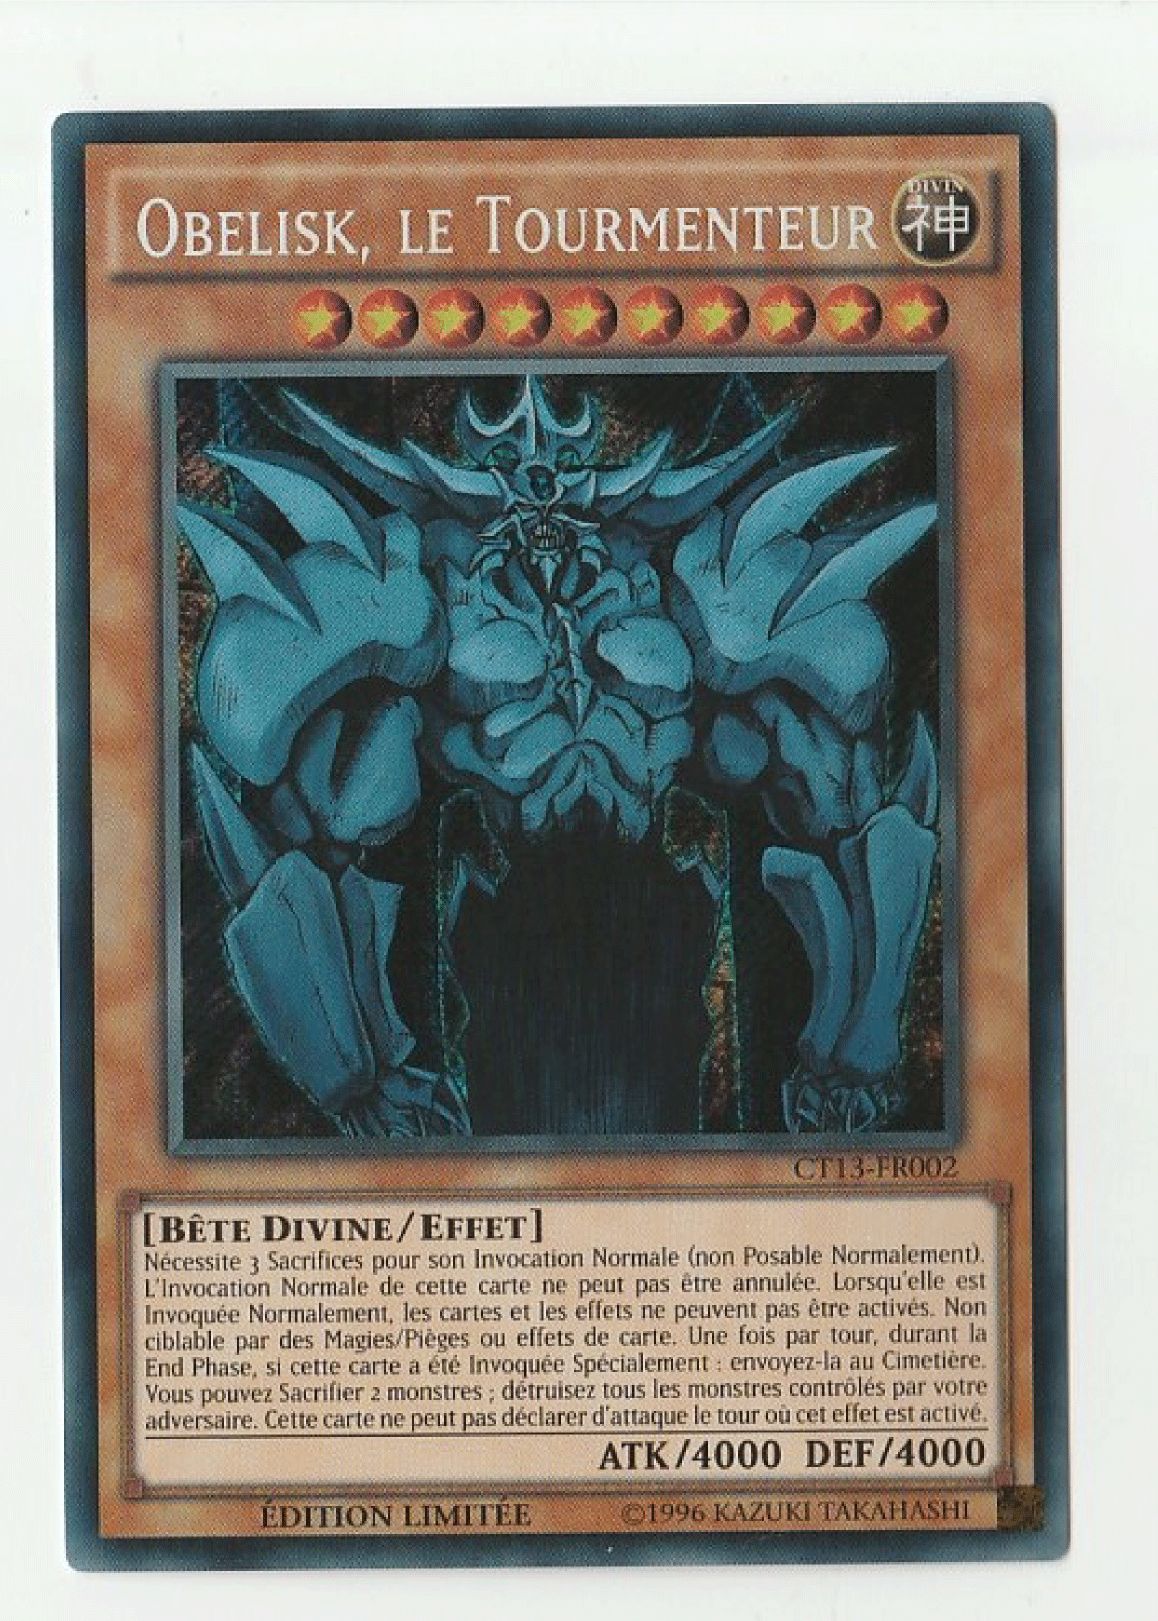 OBELISK, LE TOURMENTEUR
DIVIN
神
CT13-FR002
[BÊTE DIVINE/EFFET]
Nécessite 3 Sacrifices pour son Invocation Normale (non Posable Normalement).
L'Invocation Normale de cette carte ne peut pas être annulée. Lorsqu'elle est
Invoquée Normalement, les cartes et les effets ne peuvent pas être activés. Non
ciblable par des Magies/Pièges ou effets de carte. Une fois par tour, durant la
End Phase, si cette carte a été Invoquée Spécialement : envoyez-la au Cimetière.
Vous pouvez Sacrifier 2 monstres ; détruisez tous les monstres contrôlés par votre
adversaire. Cette carte ne peut pas déclarer d'attaque le tour où cet effet est activé.
ATK/4000 DEF/4000
ÉDITION LIMITÉE
©1996 KAZUKI TAKAHASHI